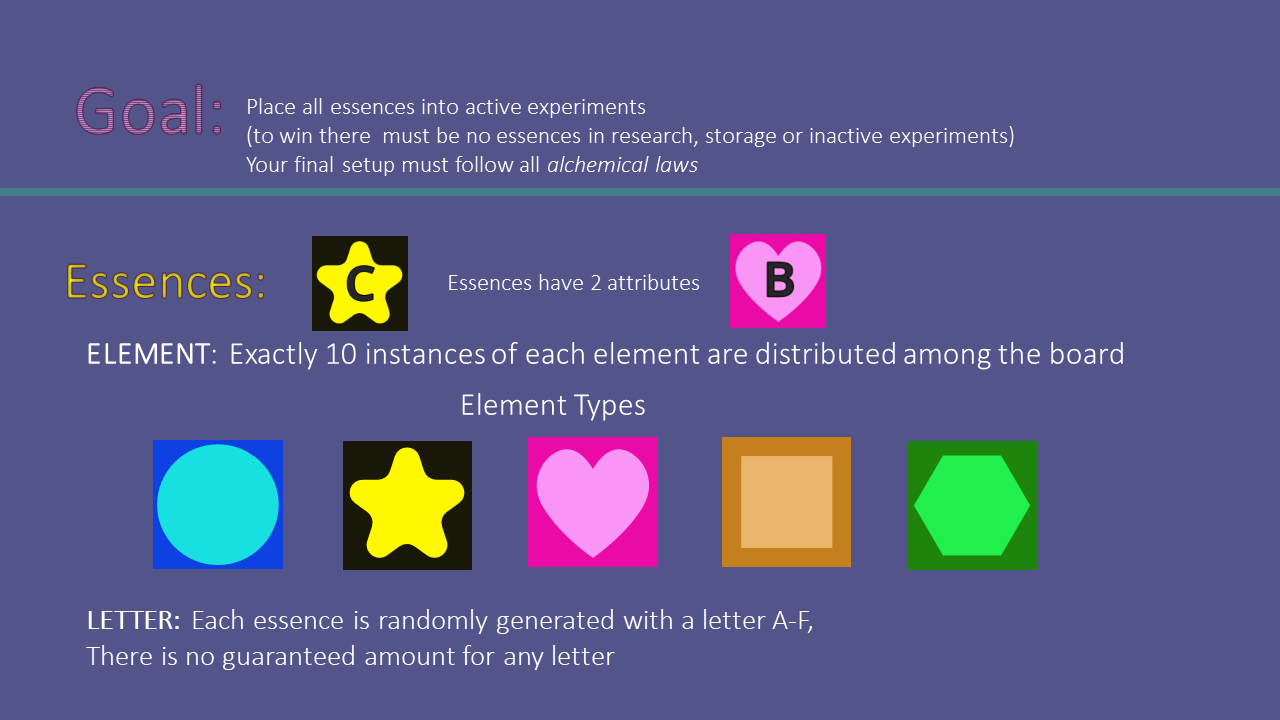 Goal:
Place all essences into active experiments
(to win there must be no essences in research, storage or inactive experiments)
Your final setup must follow all alchemical laws
Essences:
C
Essences have 2 attributes
B
ELEMENT: Exactly 10 instances of each element are distributed among the board
Element Types
LETTER: Each essence is randomly generated with a letter A-F,
There is no guaranteed amount for any letter